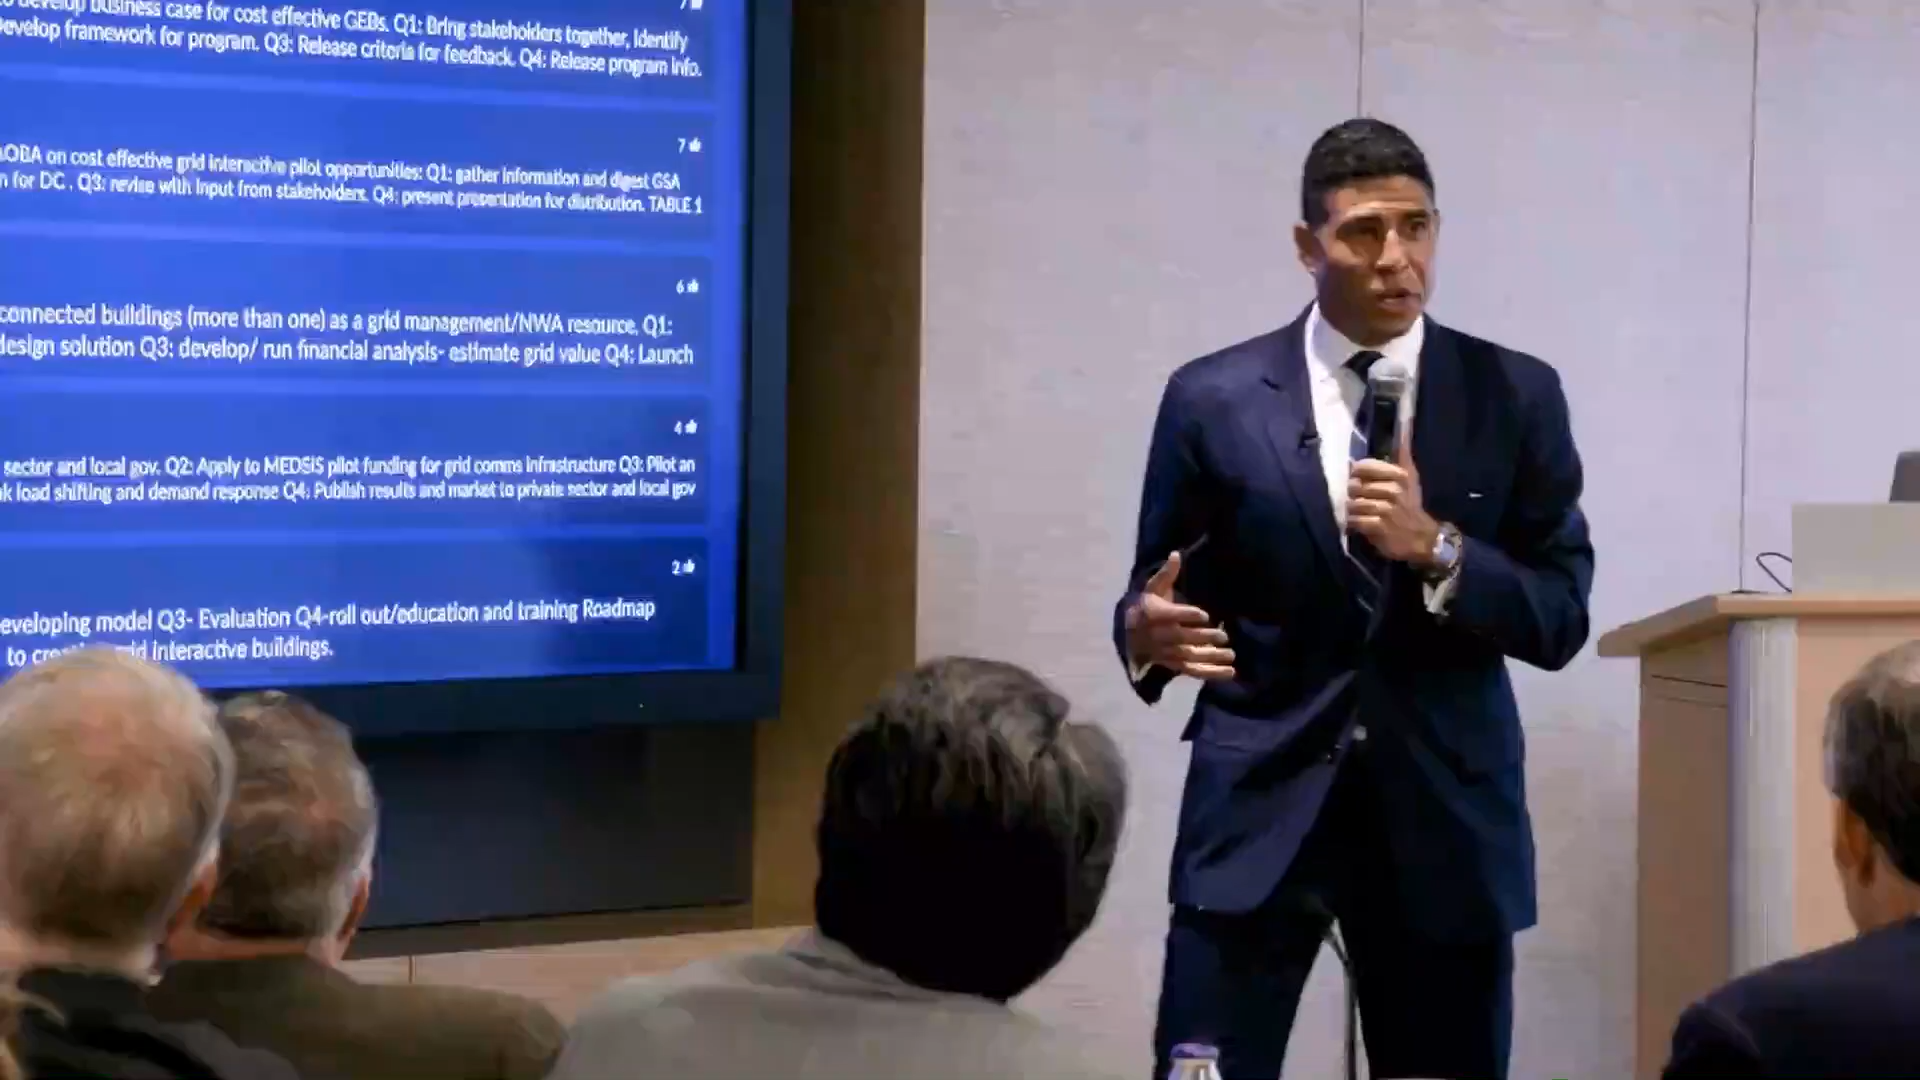 develop business case for cost effective GEBs. Q1: Bring stakeholders together, Identify
develop framework for program. Q3: Release criteria for feedback. Q4: Release program info.
7
AOBA on cost effective grid interactive pilot opportunities: Q1: gather information and digest GSA
for DC . Q3: revise with input from stakeholders. Q4: present presentation for distribution. TABLE 1
6
connected buildings (more than one) as a grid management/NWA resource. Q1:
design solution Q3: develop/ run financial analysis- estimate grid value Q4: Launch
4
sector and local gov. Q2: Apply to MEDSIS pilot funding for grid comms infrastructure Q3: Pilot an
load shifting and demand response Q4: Publish results and market to private sector and local gov
2
eveloping model Q3- Evaluation Q4-roll out/education and training Roadmap
to interactive buildings.